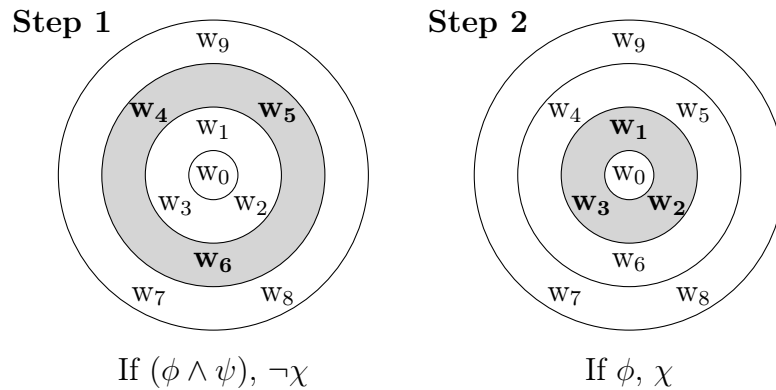 Step 1
w₉
w₄
w₅
w₁
w₀
w₃
w₂
w₆
w₇
w₈
If (ϕ ∧ ψ), ¬χ
Step 2
w₉
w₄
w₅
w₁
w₀
w₃
w₂
w₆
w₇
w₈
If ϕ, χ